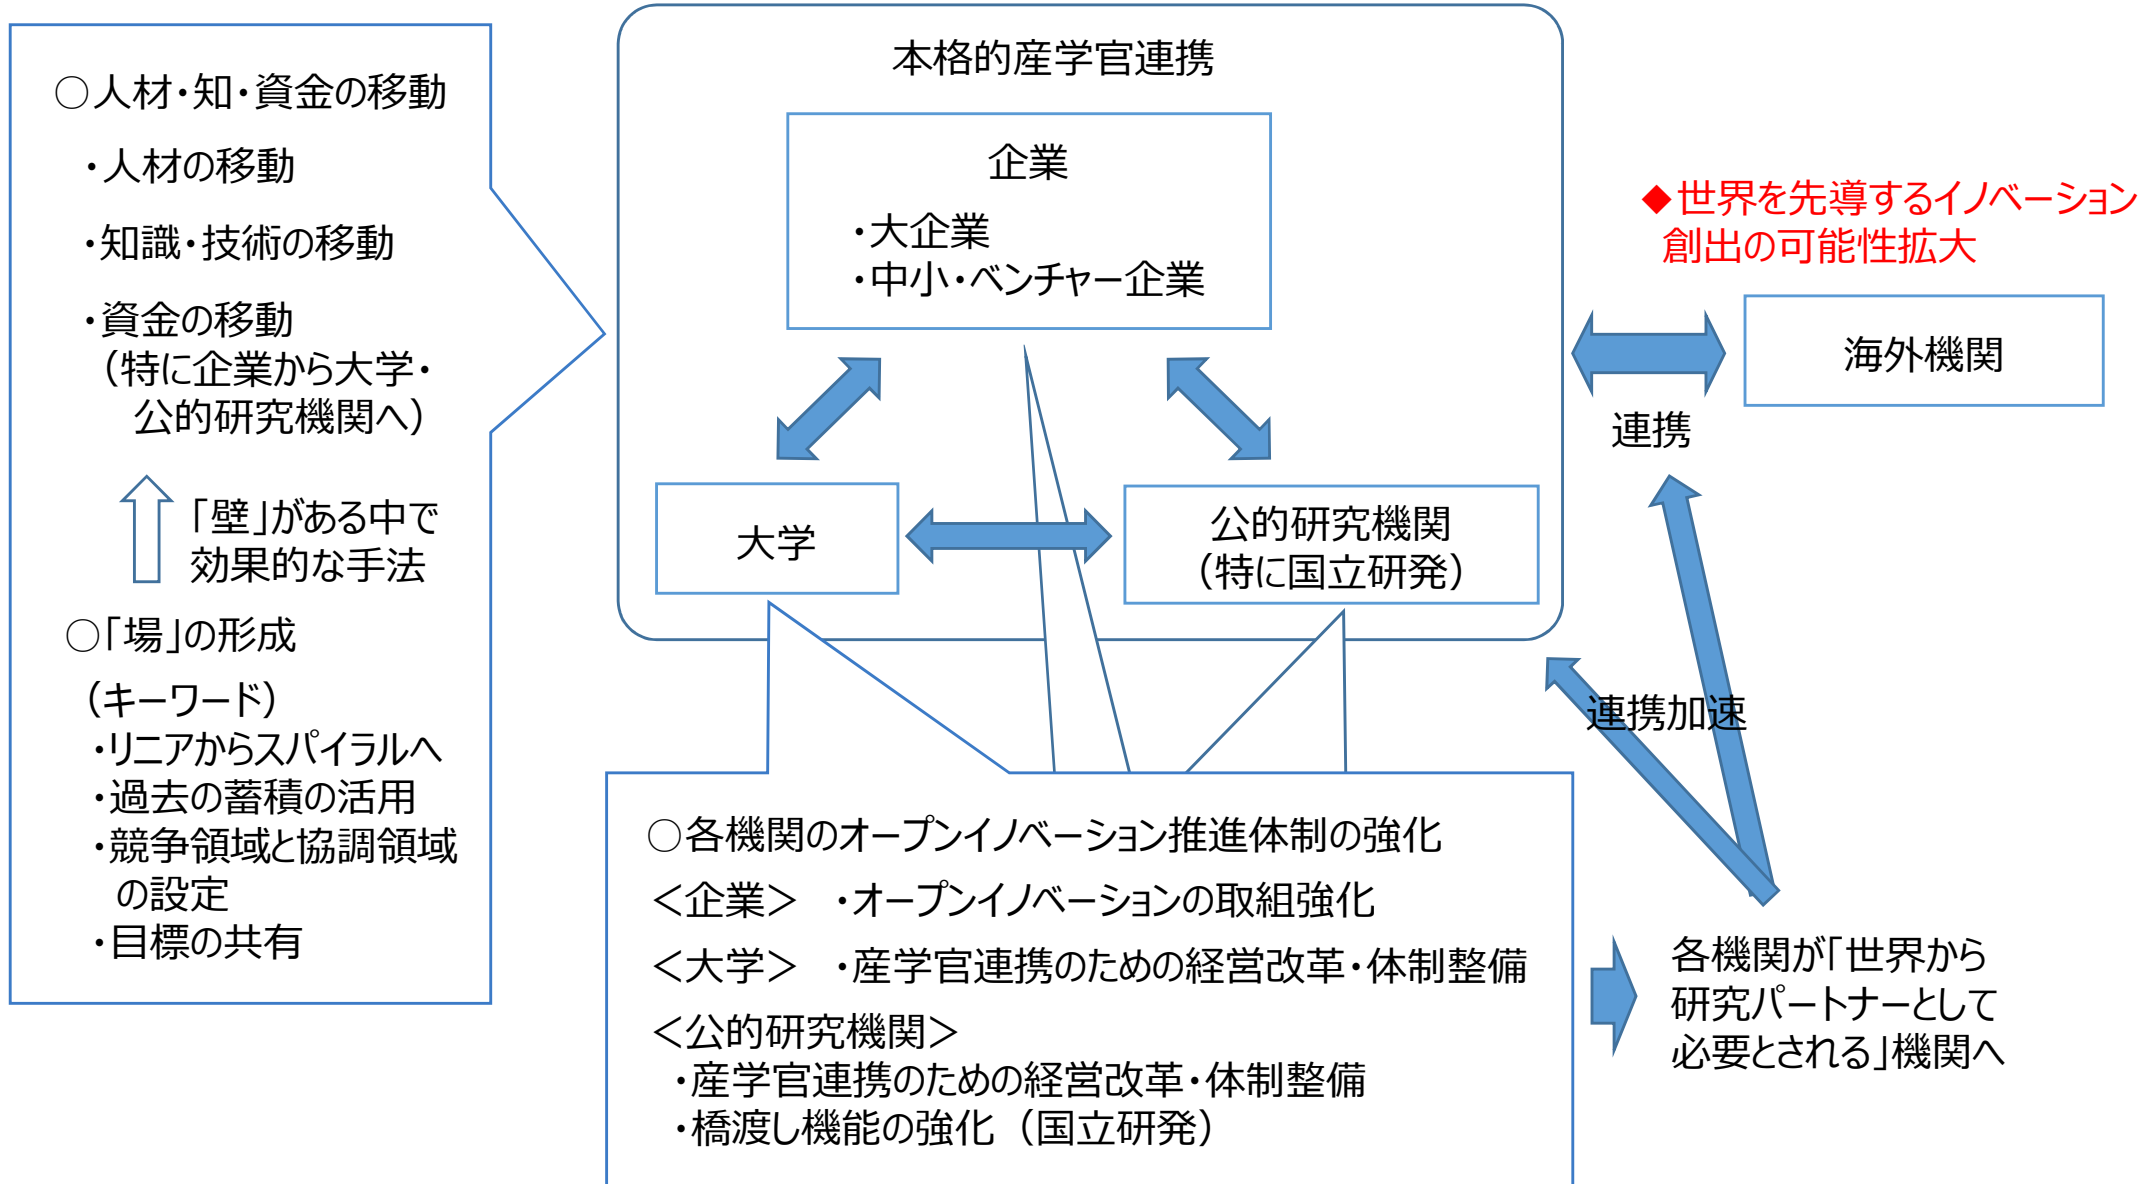 ○人材・知・資金の移動
・人材の移動
・知識・技術の移動
・資金の移動
（特に企業から大学・
公的研究機関へ）
「壁」がある中で
効果的な手法
○「場」の形成
（キーワード）
・リニアからスパイラルへ
・過去の蓄積の活用
・競争領域と協調領域
の設定
・目標の共有
本格的産学官連携
企業
・大企業
・中小・ベンチャー企業
大学
公的研究機関
（特に国立研発）
◆世界を先導するイノベーション
創出の可能性拡大
海外機関
連携
連携加速
○各機関のオープンイノベーション推進体制の強化
＜企業＞　・オープンイノベーションの取組強化
＜大学＞　・産学官連携のための経営改革・体制整備
＜公的研究機関＞
・産学官連携のための経営改革・体制整備
・橋渡し機能の強化（国立研発）
各機関が「世界から
研究パートナーとして
必要とされる」機関へ